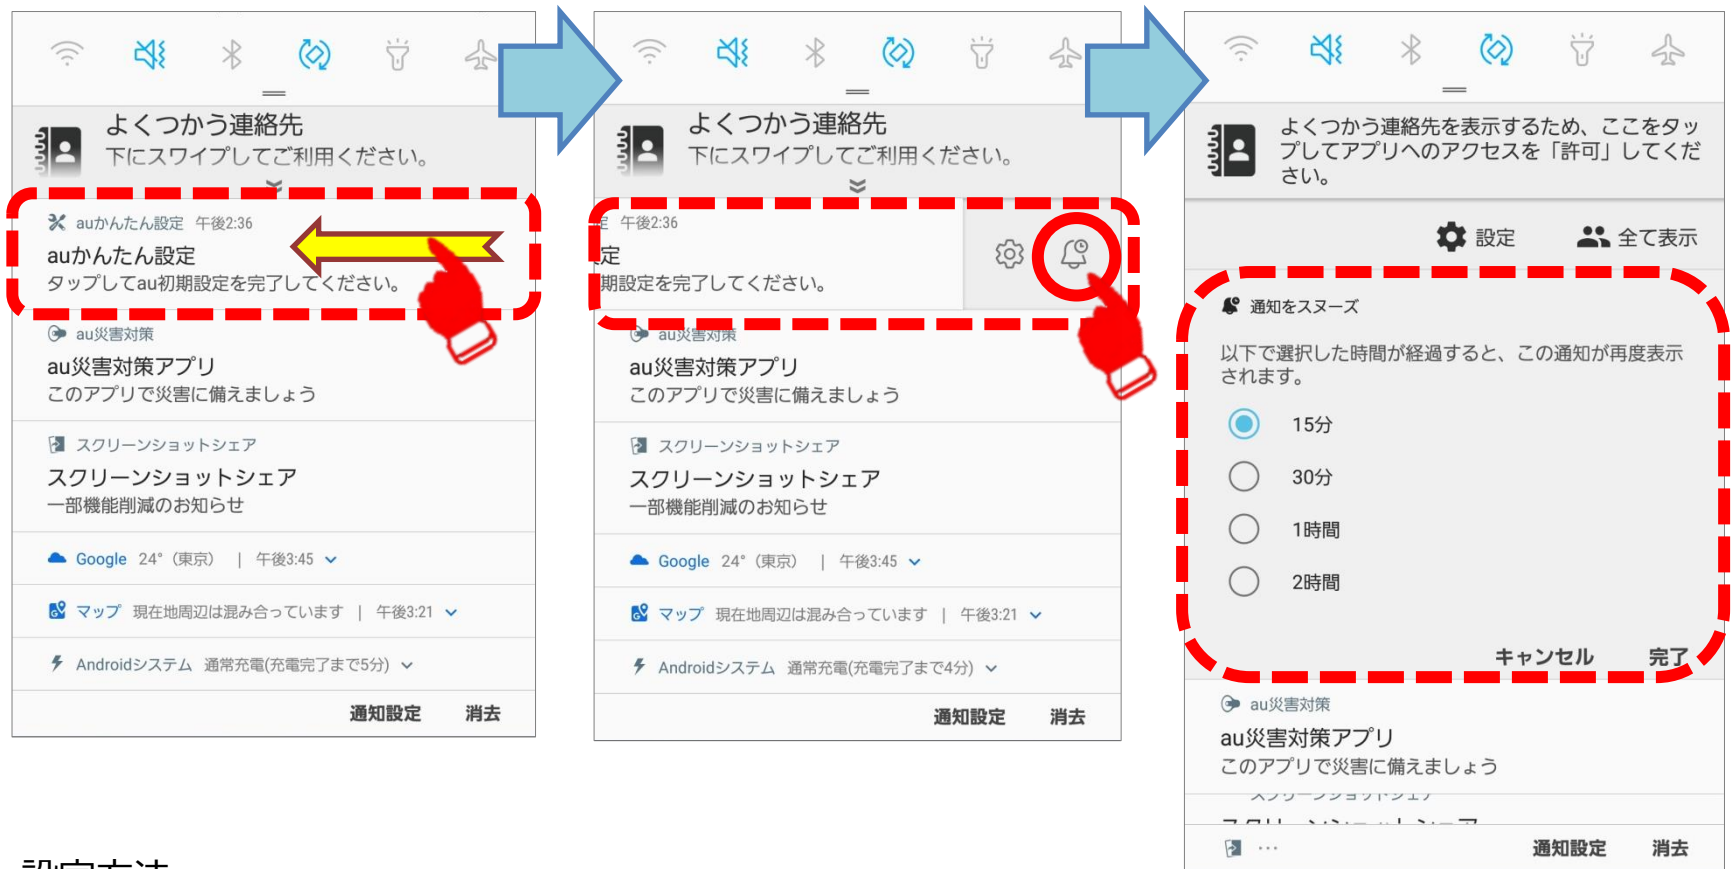 よくつかう連絡先
下にスワイプしてご利用ください。
auかんたん設定 午後2:36
auかんたん設定
タップしてau初期設定を完了してください。
au災害対策
au災害対策アプリ
このアプリで災害に備えましょう
スクリーンショットシェア
スクリーンショットシェア
一部機能削減のお知らせ
Google 24°（東京） | 午後3:45
マップ 現在地周辺は混み合っています | 午後3:21
Androidシステム 通常充電(充電完了まで5分)
通知設定 消去
よくつかう連絡先
下にスワイプしてご利用ください。
定 午後2:36
定
期設定を完了してください。
au災害対策
au災害対策アプリ
このアプリで災害に備えましょう
スクリーンショットシェア
スクリーンショットシェア
一部機能削減のお知らせ
Google 24°（東京） | 午後3:45
マップ 現在地周辺は混み合っています | 午後3:21
Androidシステム 通常充電(充電完了まで4分)
通知設定 消去
よくつかう連絡先を表示するため、ここをタッ
プしてアプリへのアクセスを「許可」してくだ
さい。
設定 全て表示
通知をスヌーズ
以下で選択した時間が経過すると、この通知が再度表示
されます。
15分
30分
1時間
2時間
キャンセル 完了
au災害対策
au災害対策アプリ
このアプリで災害に備えましょう
スクリーンショットシェア
… 通知設定 消去
設定方法